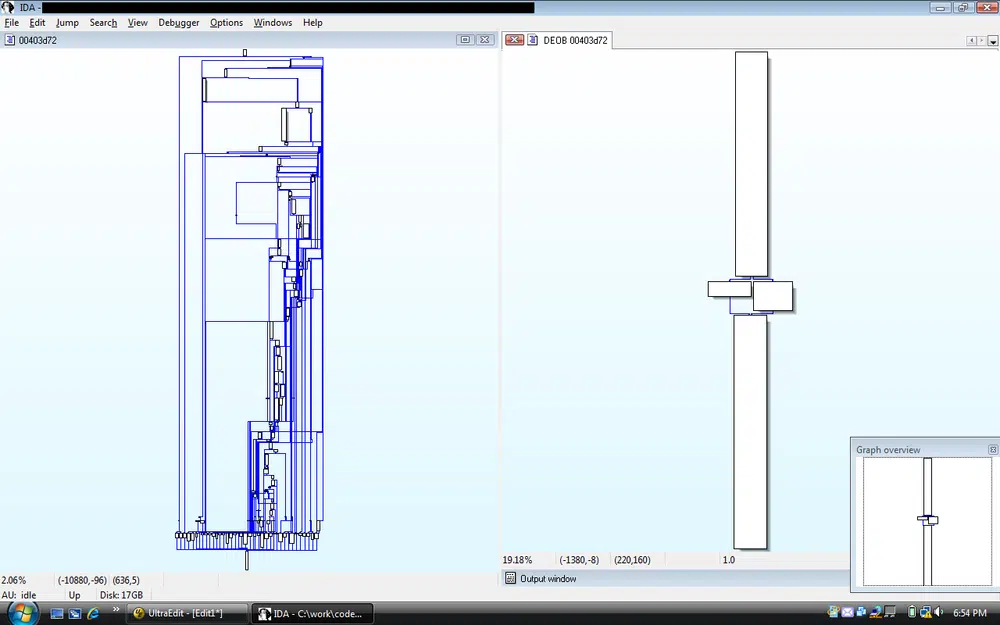 IDA -
File Edit Jump Search View Debugger Options Windows Help
00403d72
DEOB 00403d72
Graph overview
2.06% (-10880,-96) (636,5)
19.18% (-1380,-8) (220,160) 1.0
AU: idle Up Disk: 17GB
Output window
UltraEdit - [Edit1*]
IDA - C:\work\code...
6:54 PM